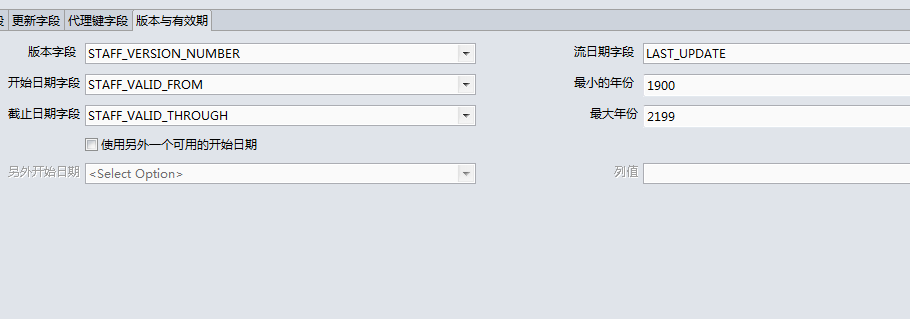 段 更新字段 代理键字段 版本与有效期
版本字段 STAFF_VERSION_NUMBER 流日期字段 LAST_UPDATE
开始日期字段 STAFF_VALID_FROM 最小的年份 1900
截止日期字段 STAFF_VALID_THROUGH 最大年份 2199
使用另外一个可用的开始日期
另外开始日期 <Select Option> 列值